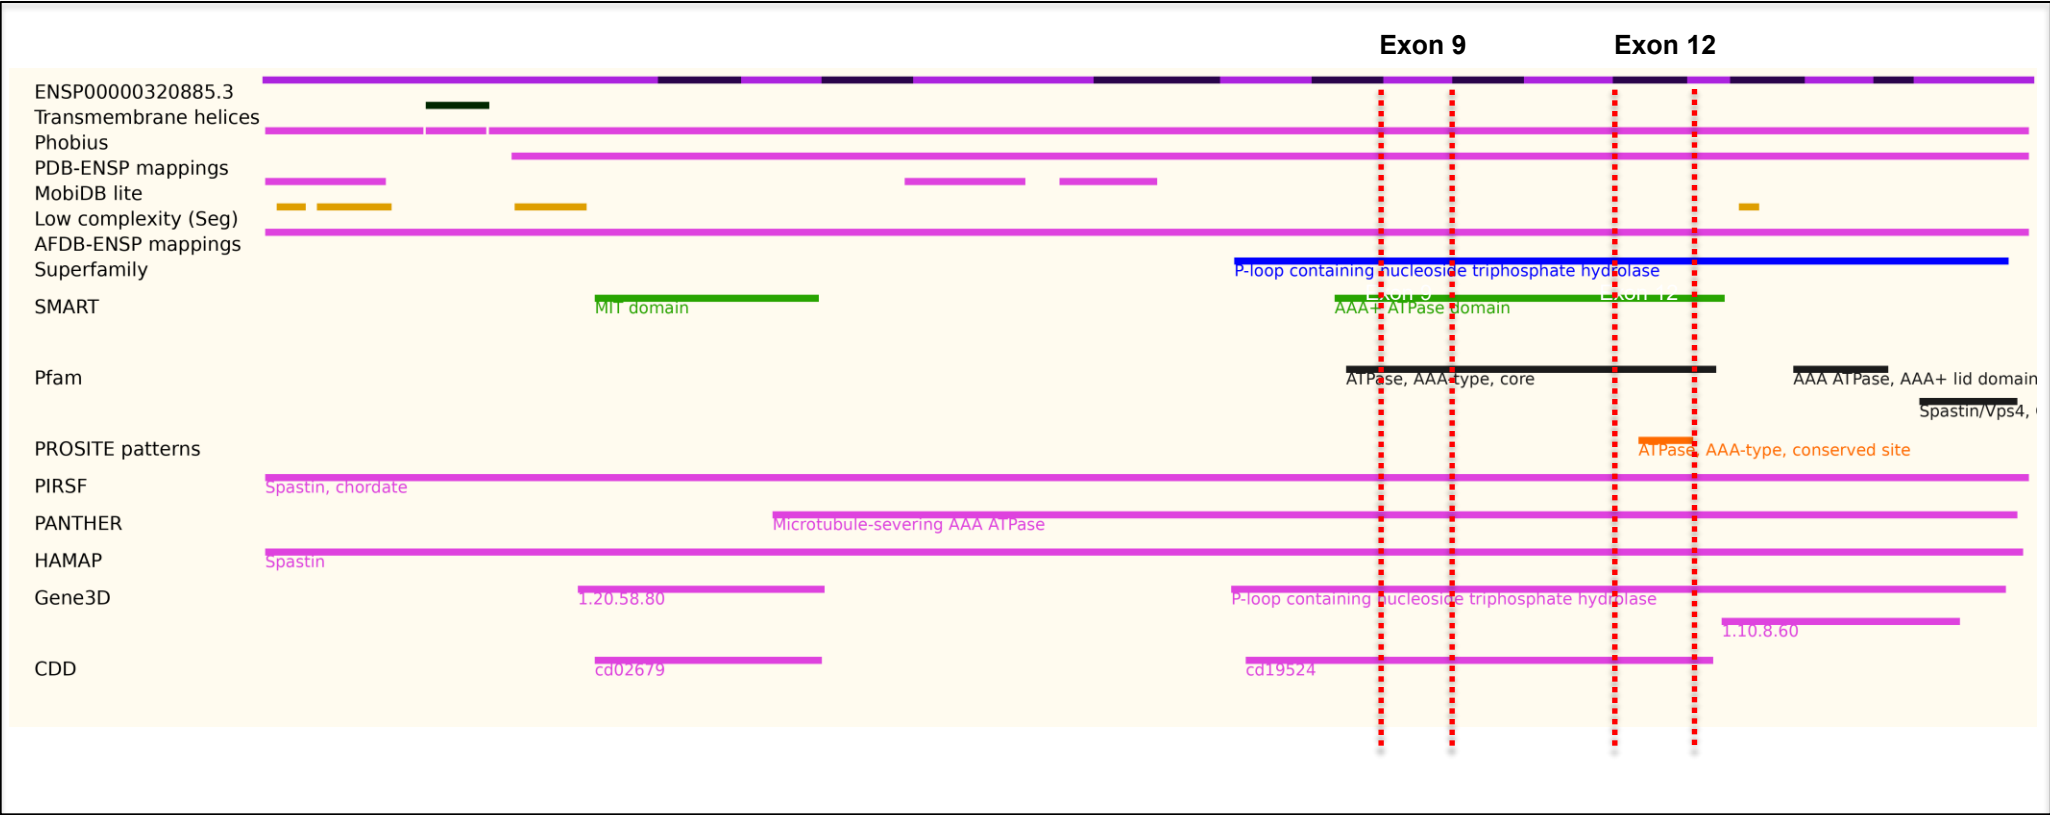 Exon 9 Exon 12
ENSP00000320885.3
Transmembrane helices
Phobius
PDB-ENSP mappings
MobiDB lite
Low complexity (Seg)
AFDB-ENSP mappings
Superfamily P-loop containing nucleoside triphosphate hydrolase
Exon 9 Exon 12
SMART MIT domain AAA+ ATPase domain
Pfam ATPase, AAA-type, core AAA ATPase, AAA+ lid domain
Spastin/Vps4,
PROSITE patterns ATPase, AAA-type, conserved site
PIRSF Spastin, chordate
PANTHER Microtubule-severing AAA ATPase
HAMAP Spastin
Gene3D 1.20.58.80 P-loop containing nucleoside triphosphate hydrolase
1.10.8.60
CDD cd02679 cd19524